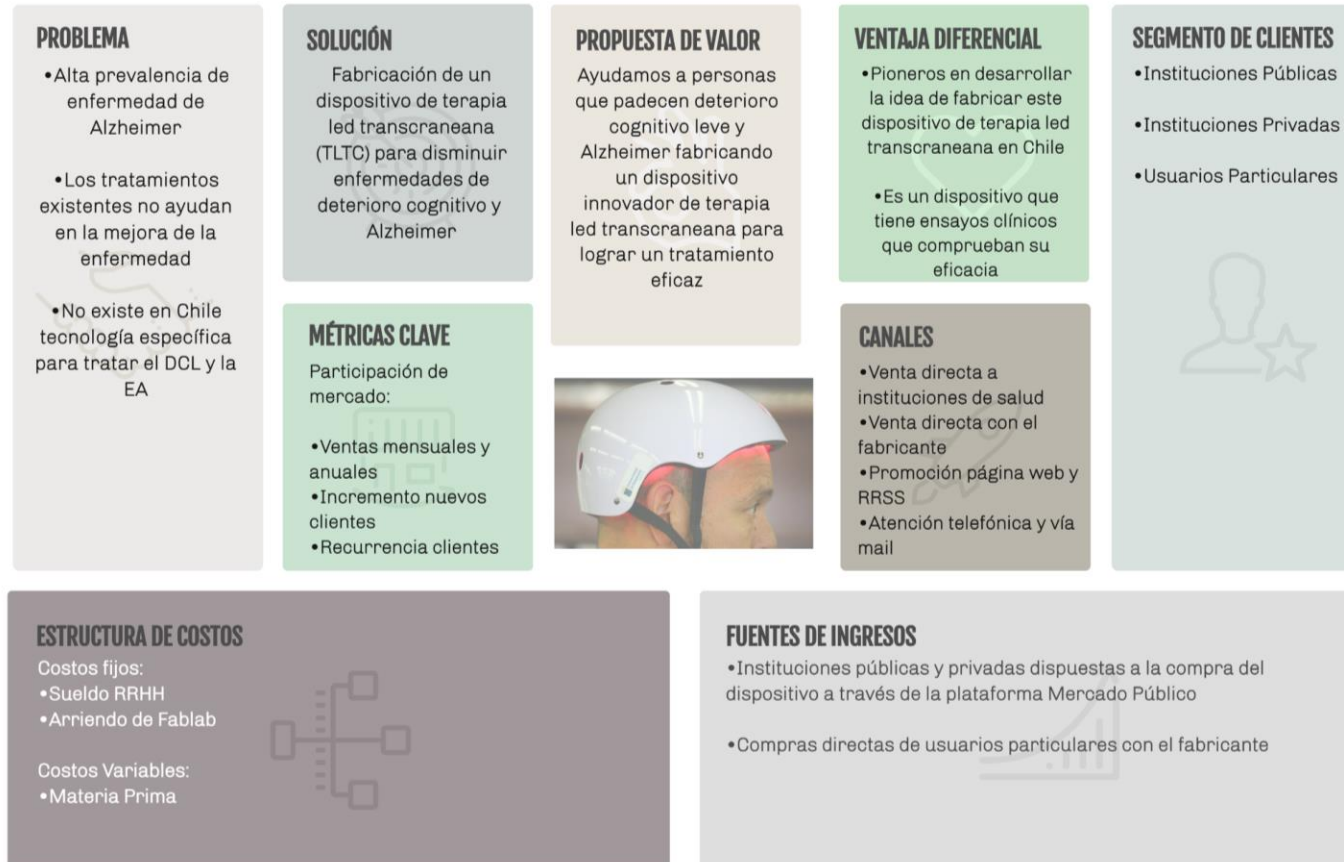 PROBLEMA
•Alta prevalencia de
enfermedad de
Alzheimer
•Los tratamientos
existentes no ayudan
en la mejora de la
enfermedad
•No existe en Chile
tecnología específica
para tratar el DCL y la
EA
SOLUCIÓN
Fabricación de un
dispositivo de terapia
led transcraneana
(TLTC) para disminuir
enfermedades de
deterioro cognitivo y
Alzheimer
MÉTRICAS CLAVE
Participación de
mercado:
•Ventas mensuales y
anuales
•Incremento nuevos
clientes
•Recurrencia clientes
PROPUESTA DE VALOR
Ayudamos a personas
que padecen deterioro
cognitivo leve y
Alzheimer fabricando
un dispositivo
innovador de terapia
led transcraneana para
lograr un tratamiento
eficaz
VENTAJA DIFERENCIAL
•Pioneros en desarrollar
la idea de fabricar este
dispositivo de terapia led
transcraneana en Chile
•Es un dispositivo que
tiene ensayos clínicos
que comprueban su
eficacia
CANALES
•Venta directa a
instituciones de salud
•Venta directa con el
fabricante
•Promoción página web y
RRSS
•Atención telefónica y vía
mail
SEGMENTO DE CLIENTES
•Instituciones Públicas
•Instituciones Privadas
•Usuarios Particulares
ESTRUCTURA DE COSTOS
Costos fijos:
•Sueldo RRHH
•Arriendo de Fablab
Costos Variables:
•Materia Prima
FUENTES DE INGRESOS
•Instituciones públicas y privadas dispuestas a la compra del
dispositivo a través de la plataforma Mercado Público
•Compras directas de usuarios particulares con el fabricante